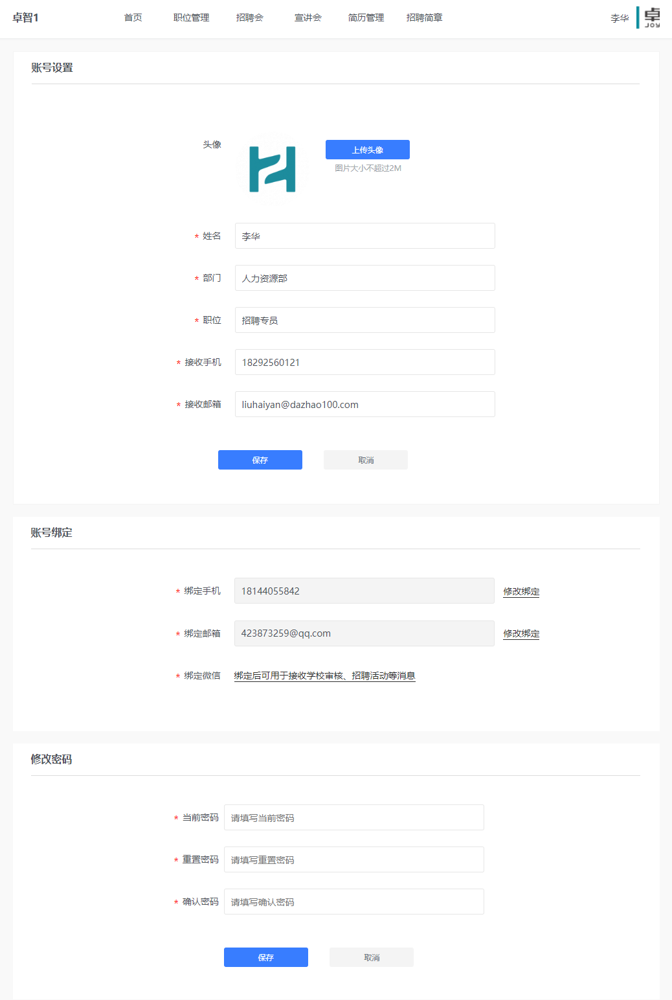 卓智1 首页 职位管理 招聘会 宣讲会 简历管理 招聘简章 李华 卓 JOY
账号设置
头像 上传头像
图片大小不超过2M
* 姓名 李华
* 部门 人力资源部
* 职位 招聘专员
* 接收手机 18292560121
* 接收邮箱 liuhaiyan@dazhao100.com
保存 取消
账号绑定
* 绑定手机 18144055842 修改绑定
* 绑定邮箱 423873259@qq.com 修改绑定
* 绑定微信 绑定后可用于接收学校审核、招聘活动等消息
修改密码
* 当前密码 请填写当前密码
* 重置密码 请填写重置密码
* 确认密码 请填写确认密码
保存 取消